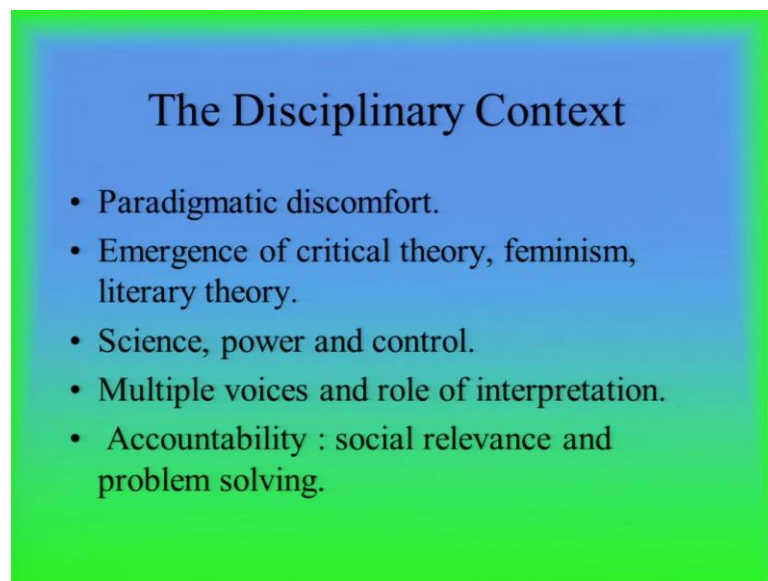 The Disciplinary Context
• Paradigmatic discomfort.
• Emergence of critical theory, feminism,
literary theory.
• Science, power and control.
• Multiple voices and role of interpretation.
• Accountability : social relevance and
problem solving.